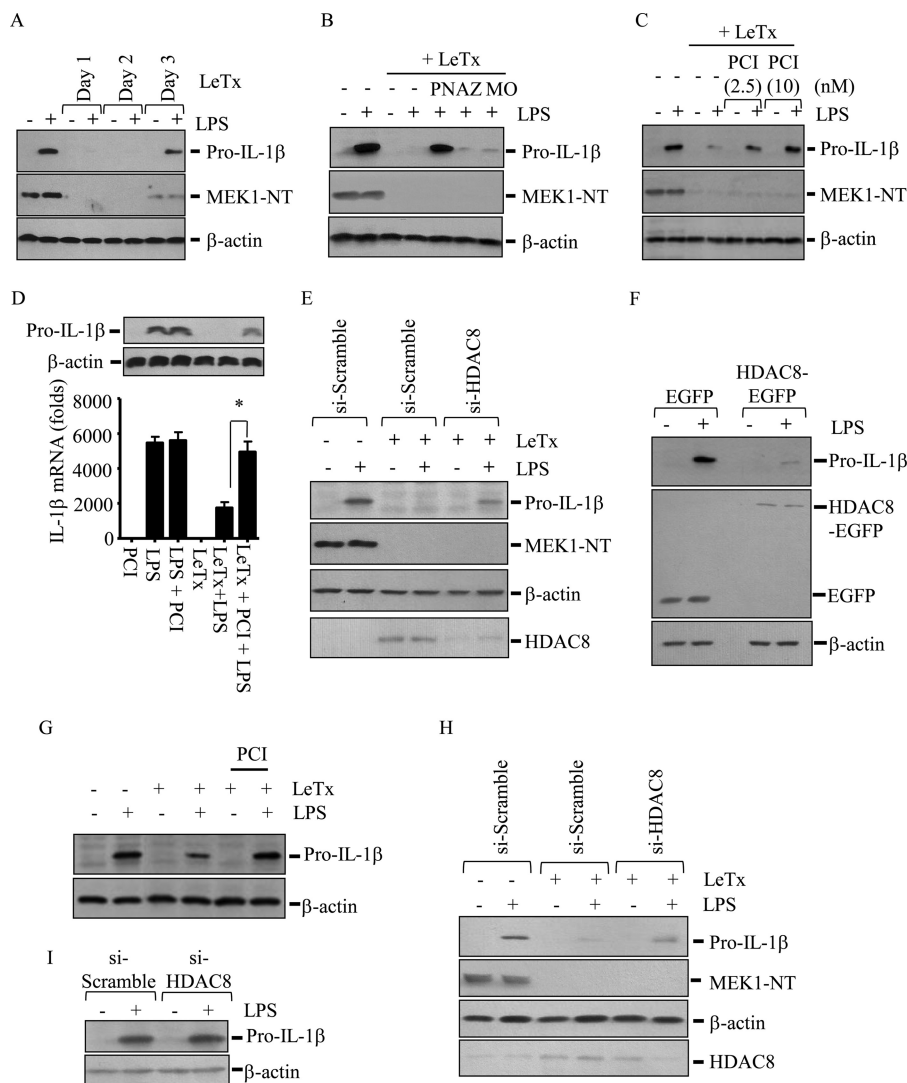 A
Day 1 Day 2 Day 3 LeTx
- + - + - + - + LPS
Pro-IL-1β
MEK1-NT
β-actin
B
+ LeTx
PNAZ MO
- - - - + + +
- + - + + + + LPS
Pro-IL-1β
MEK1-NT
β-actin
C
+ LeTx
PCI PCI
- - - - (2.5) (10) (nM)
- + - + - + - + LPS
Pro-IL-1β
MEK1-NT
β-actin
D
Pro-IL-1β
β-actin
IL-1β mRNA (folds)
8000
6000
4000
2000
0
*
PCI
LPS
LPS + PCI
LeTx
LeTx+LPS
LeTx + PCI + LPS
E
si-Scramble si-Scramble si-HDAC8
- - + + + + LeTx
- + - + - + LPS
Pro-IL-1β
MEK1-NT
β-actin
HDAC8
F
EGFP HDAC8-
EGFP
- + - + LPS
Pro-IL-1β
HDAC8
-EGFP
EGFP
β-actin
G
PCI
- - + + + + LeTx
- + - + - + LPS
Pro-IL-1β
β-actin
H
si-Scramble si-Scramble si-HDAC8
- - + + + + LeTx
- + - + - + LPS
Pro-IL-1β
MEK1-NT
β-actin
HDAC8
I
si- si-
Scramble HDAC8
- + - + LPS
Pro-IL-1β
β-actin